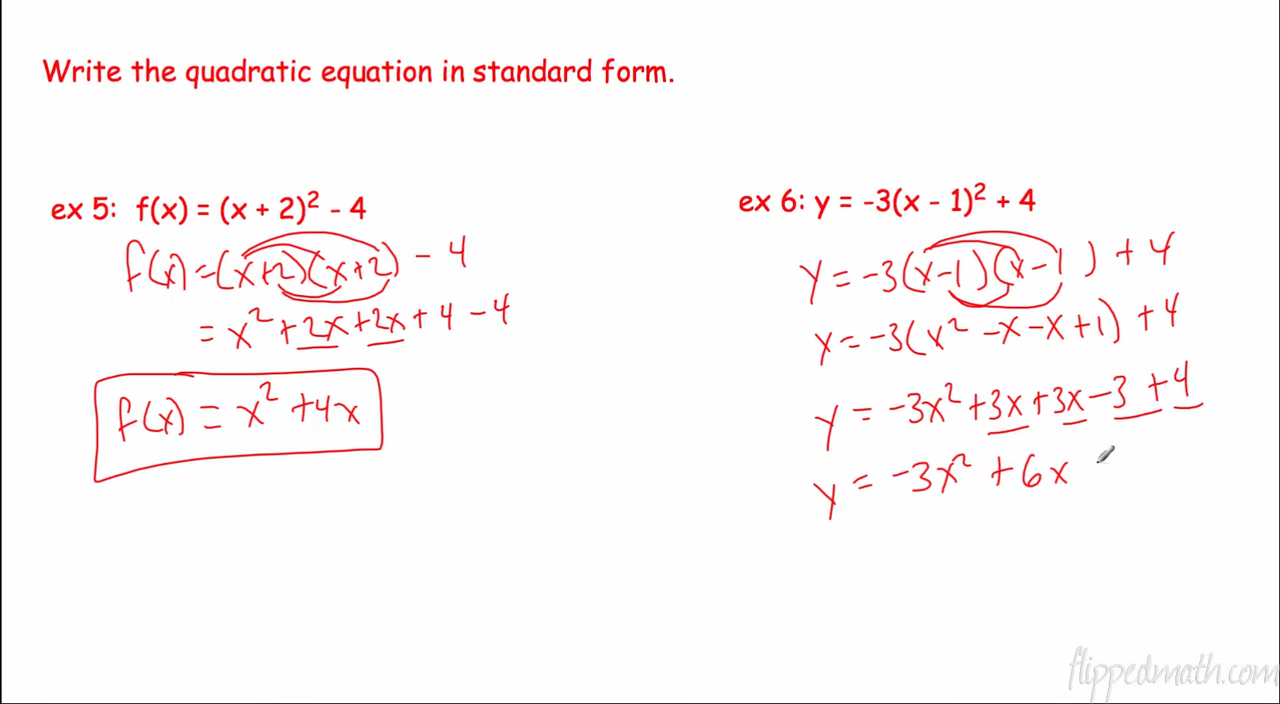 Write the quadratic equation in standard form.
ex 5: f(x) = (x + 2)² - 4
f(x) = (x+2)(x+2) - 4
= x² + 2x + 2x + 4 - 4
f(x) = x² + 4x
ex 6: y = -3(x - 1)² + 4
y = -3(x-1)(x-1) + 4
y = -3(x² - x - x + 1) + 4
y = -3x² + 3x + 3x - 3 + 4
y = -3x² + 6x
flippedmath.com